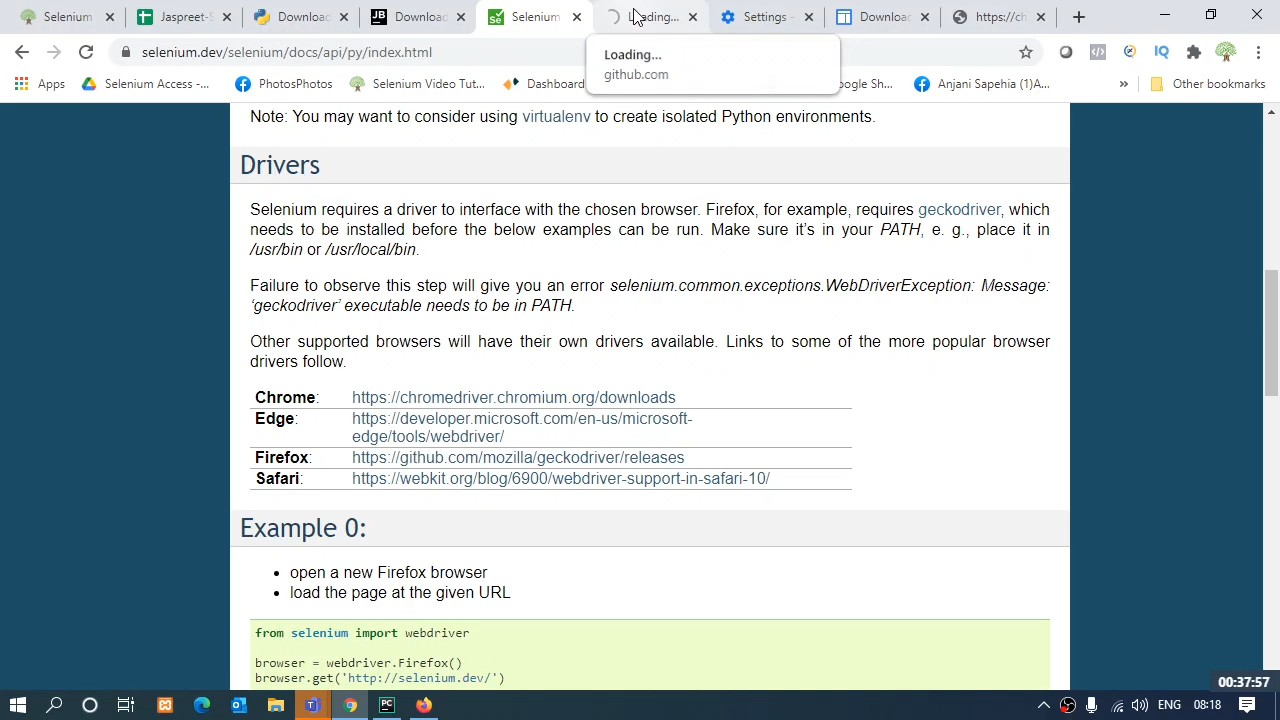 Selenium
Jaspreet-S
Download
Download
Selenium
Loading...
Settings -
Download
https://ch
selenium.dev/selenium/docs/api/py/index.html
Loading...
github.com
Apps
Selenium Access -...
PhotosPhotos
Selenium Video Tut...
Dashboard
ogle Sh...
Anjani Sapehia (1)A...
Other bookmarks
Note: You may want to consider using virtualenv to create isolated Python environments.
Drivers
Selenium requires a driver to interface with the chosen browser. Firefox, for example, requires geckodriver, which
needs to be installed before the below examples can be run. Make sure it's in your PATH, e. g., place it in
/usr/bin or /usr/local/bin.
Failure to observe this step will give you an error selenium.common.exceptions.WebDriverException: Message:
'geckodriver' executable needs to be in PATH.
Other supported browsers will have their own drivers available. Links to some of the more popular browser
drivers follow.
Chrome: https://chromedriver.chromium.org/downloads
Edge: https://developer.microsoft.com/en-us/microsoft-
edge/tools/webdriver/
Firefox: https://github.com/mozilla/geckodriver/releases
Safari: https://webkit.org/blog/6900/webdriver-support-in-safari-10/
Example 0:
• open a new Firefox browser
• load the page at the given URL
from selenium import webdriver
browser = webdriver.Firefox()
browser.get('http://selenium.dev/')
00:37:57
ENG
08:18